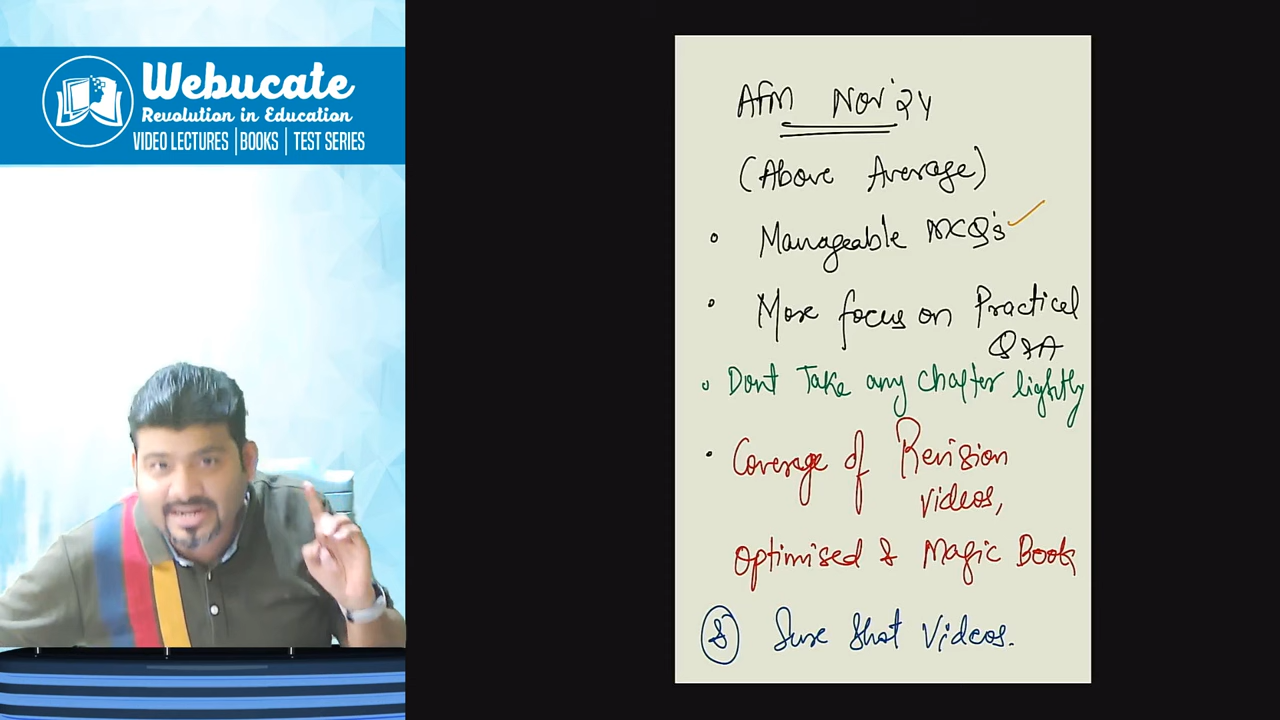 Webucate
Revolution in Education
VIDEO LECTURES | BOOKS | TEST SERIES
AFM Nov'24
(Above Average)
• Manageable MCQ's ✓
• More focus on Practical
Q&A
• Dont Take any Chapter lightly
• Coverage of Revision
Videos,
Optimised & Magic Book
& Sure Shot Videos.